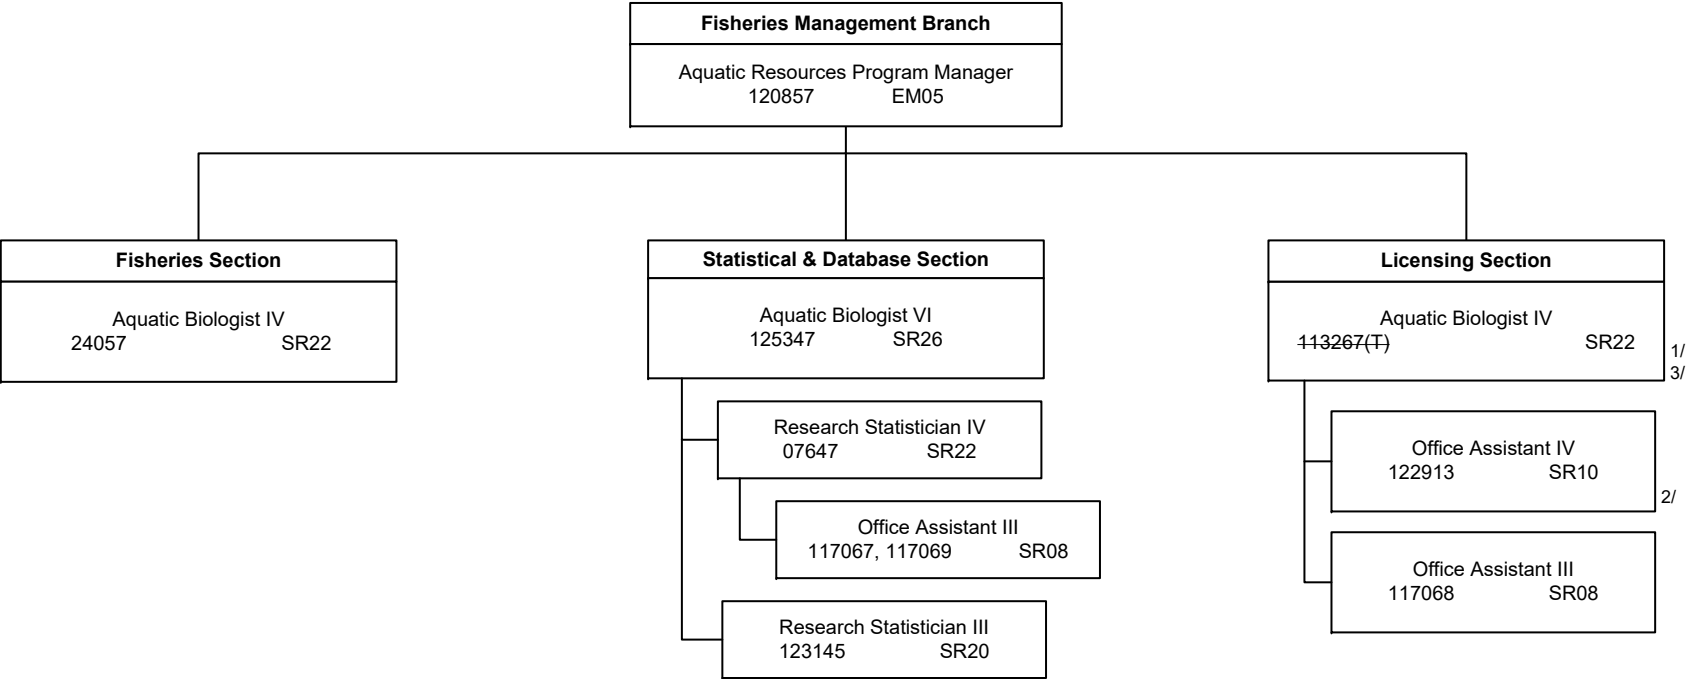 Fisheries Management Branch
Aquatic Resources Program Manager
120857 EM05
Fisheries Section
Aquatic Biologist IV
24057 SR22
Statistical & Database Section
Aquatic Biologist VI
125347 SR26
Research Statistician IV
07647 SR22
Office Assistant III
117067, 117069 SR08
Research Statistician III
123145 SR20
Licensing Section
Aquatic Biologist IV
113267(T) SR22
1/
3/
Office Assistant IV
122913 SR10
2/
Office Assistant III
117068 SR08